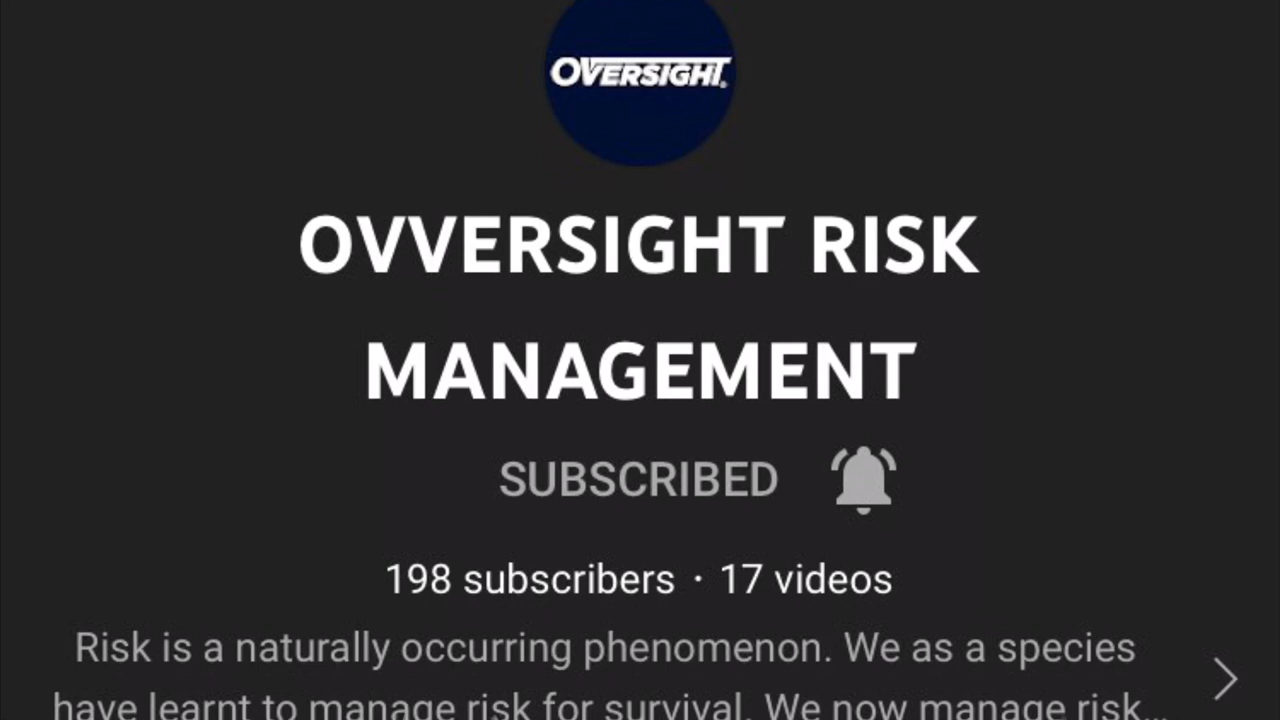 OVERSIGHT®
OVVERSIGHT RISK
MANAGEMENT
SUBSCRIBED
198 subscribers · 17 videos
Risk is a naturally occurring phenomenon. We as a species
have learnt to manage risk for survival. We now manage risk...